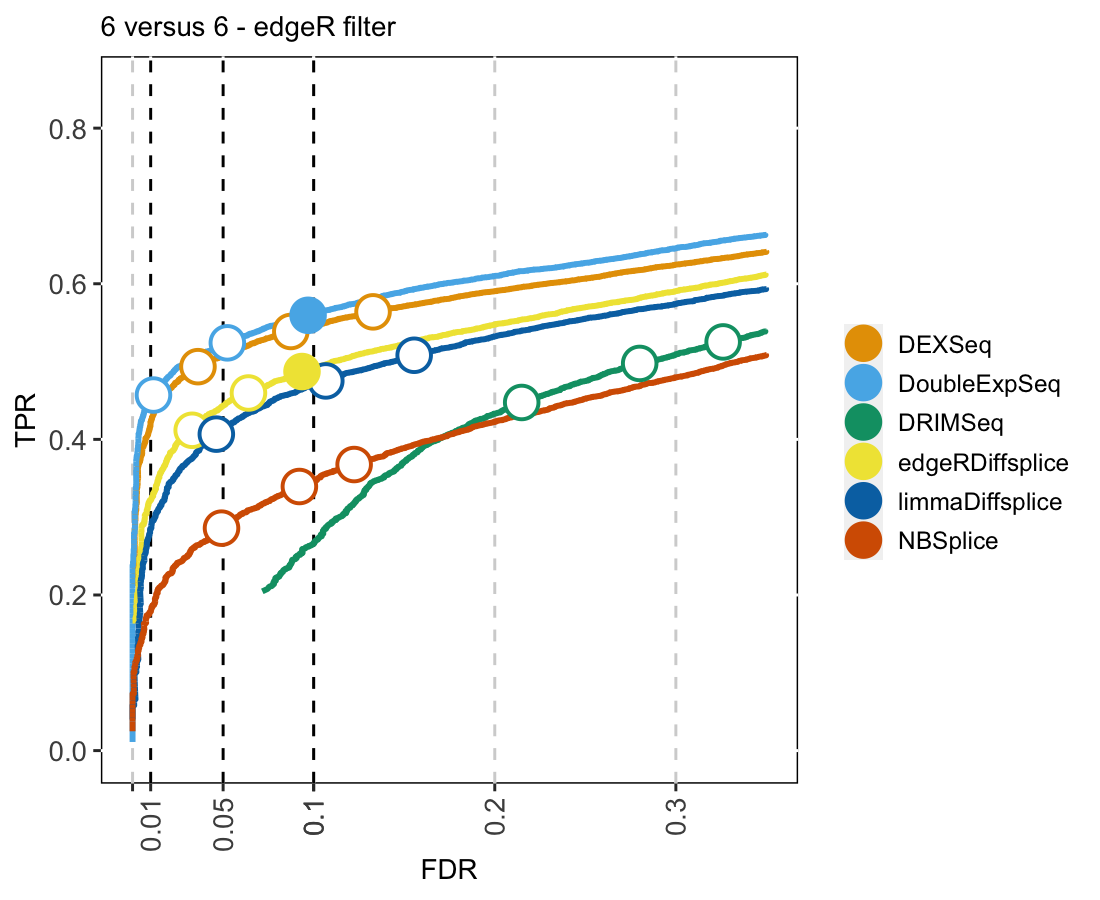 6 versus 6 - edgeR filter
TPR
0.8
0.6
0.4
0.2
0.0
0.01
0.05
0.1
0.2
0.3
FDR
DEXSeq
DoubleExpSeq
DRIMSeq
edgeRDiffsplice
limmaDiffsplice
NBSplice